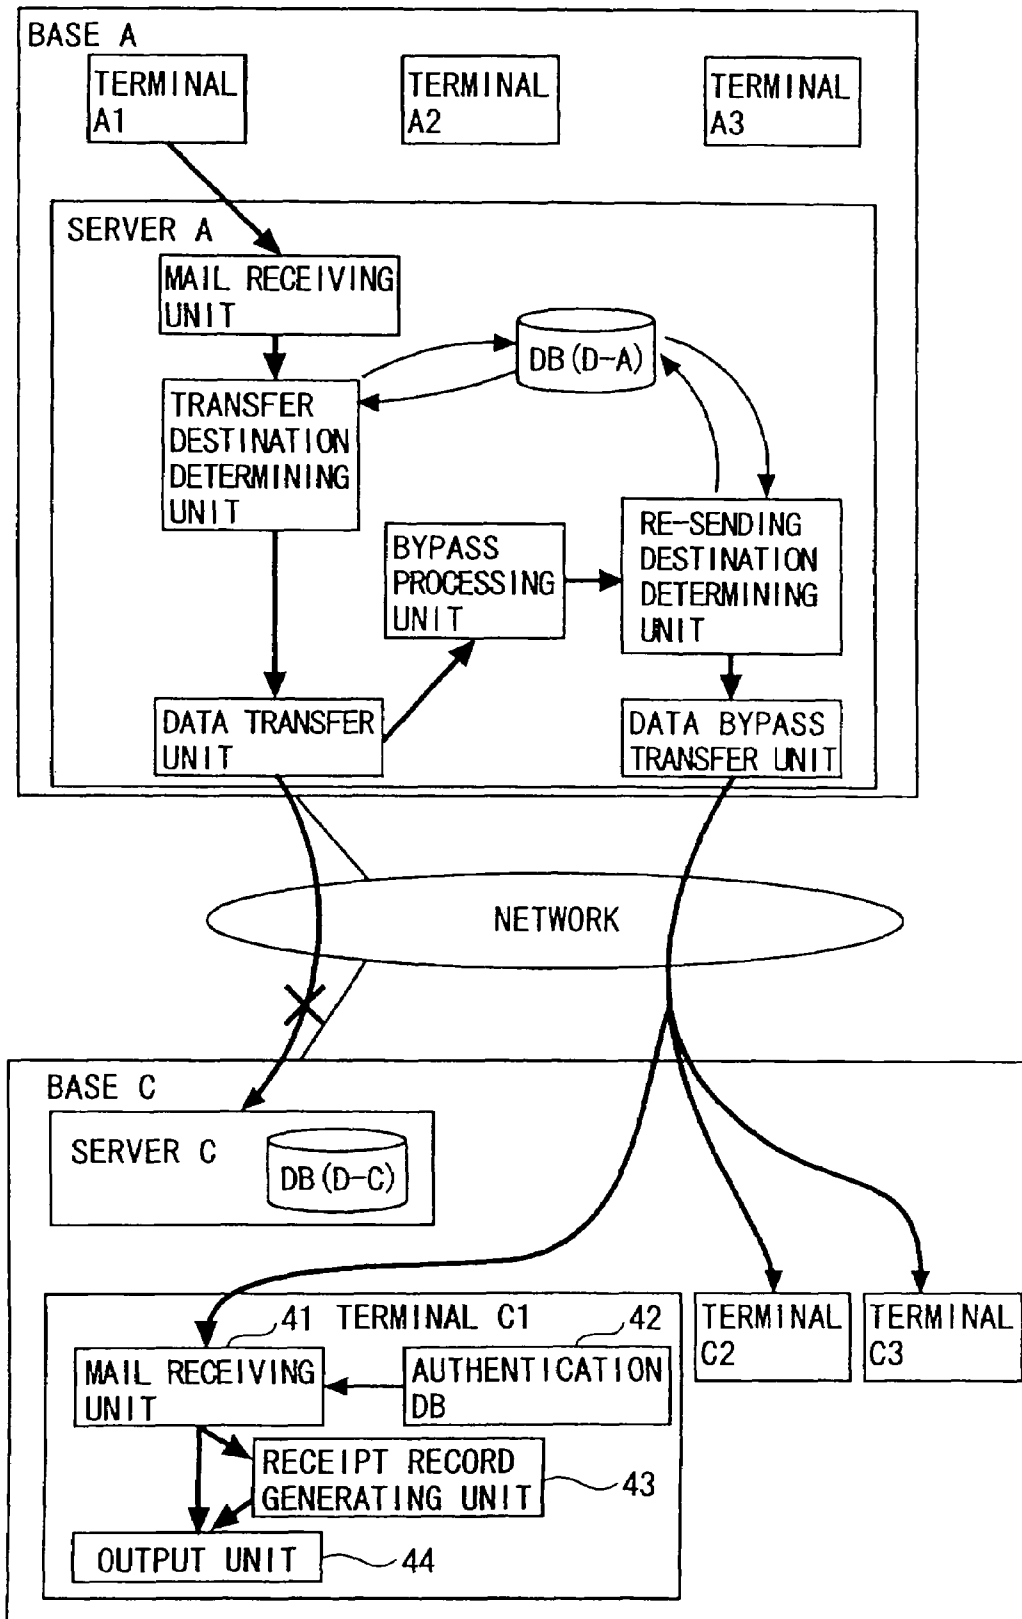 BASE A
TERMINAL
A1
TERMINAL
A2
TERMINAL
A3
SERVER A
MAIL RECEIVING
UNIT
DB(D-A)
TRANSFER
DESTINATION
DETERMINING
UNIT
BYPASS
PROCESSING
UNIT
RE-SENDING
DESTINATION
DETERMINING
UNIT
DATA TRANSFER
UNIT
DATA BYPASS
TRANSFER UNIT
NETWORK
BASE C
SERVER C
DB(D-C)
41
TERMINAL C1
42
MAIL RECEIVING
UNIT
AUTHENTICATION
DB
TERMINAL
C2
TERMINAL
C3
RECEIPT RECORD
GENERATING UNIT
43
OUTPUT UNIT
44